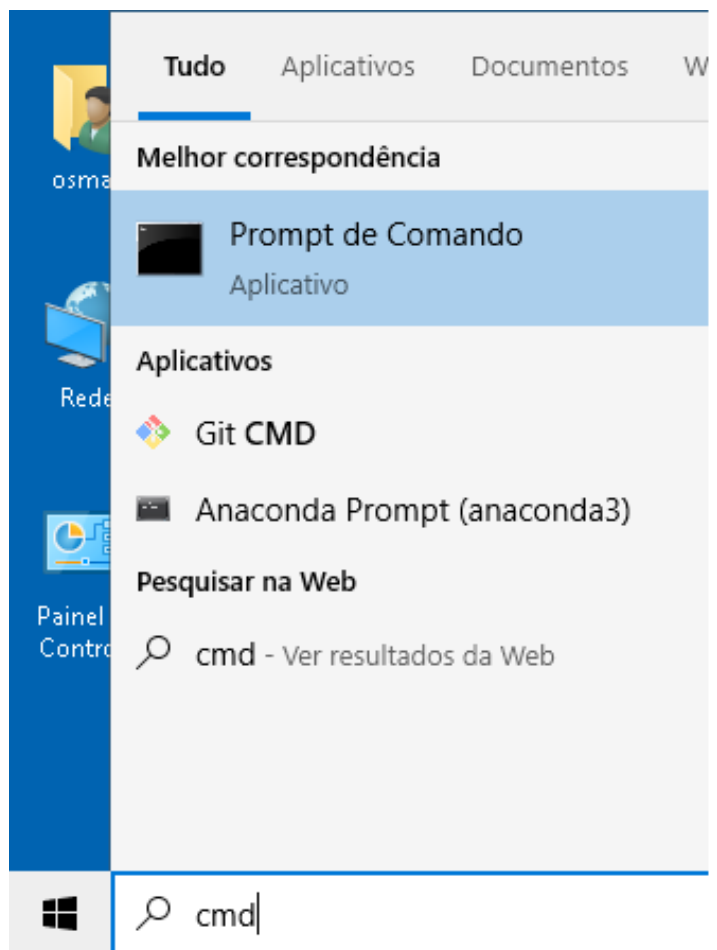 Tudo Aplicativos Documentos W
Melhor correspondência
osma
Prompt de Comando
Aplicativo
Aplicativos
Rede
Git CMD
Anaconda Prompt (anaconda3)
Pesquisar na Web
Painel
Contro
cmd - Ver resultados da Web
cmd